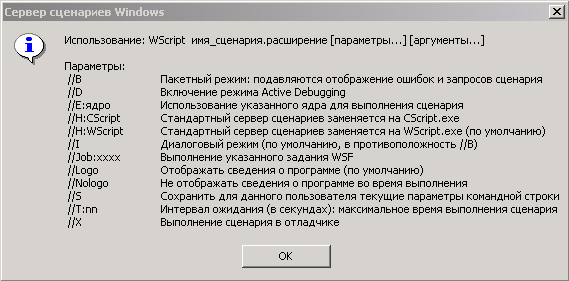 Сервер сценариев Windows
Использование: WScript имя_сценария.расширение [параметры...] [аргументы...]
Параметры:
//B Пакетный режим: подавляются отображение ошибок и запросов сценария
//D Включение режима Active Debugging
//E:ядро Использование указанного ядра для выполнения сценария
//H:CScript Стандартный сервер сценариев заменяется на CScript.exe
//H:WScript Стандартный сервер сценариев заменяется на WScript.exe (по умолчанию)
//I Диалоговый режим (по умолчанию, в противоположность //B)
//Job:xxxx Выполнение указанного задания WSF
//Logo Отображать сведения о программе (по умолчанию)
//Nologo Не отображать сведения о программе во время выполнения
//S Сохранить для данного пользователя текущие параметры командной строки
//T:nn Интервал ожидания (в секундах): максимальное время выполнения сценария
//X Выполнение сценария в отладчике
OK